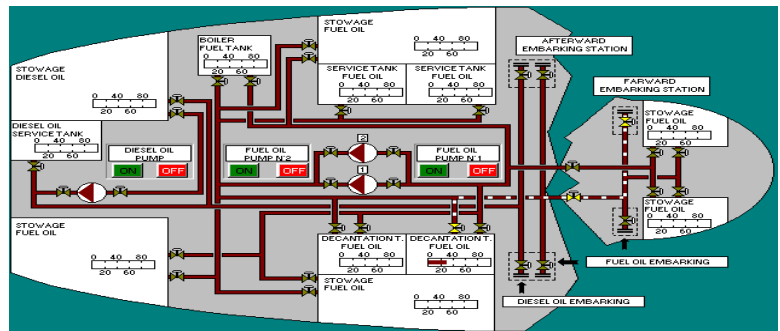 STOWAGE
FUEL OIL
0 40 80
20 60
BOILER
FUEL TANK
0 40 80
20 60
AFTERWARD
EMBARKING STATION
STOWAGE
DIESEL OIL
0 40 80
20 60
SERVICE TANK
FUEL OIL
0 40 80
20 60
SERVICE TANK
FUEL OIL
0 40 80
20 60
FARWARD
EMBARKING STATION
STOWAGE
FUEL OIL
0 40 80
20 60
DIESEL OIL
SERVICE TANK
0 40 80
20 60
DIESEL OIL
PUMP
ON OFF
FUEL OIL
PUMP N°2
ON OFF
2
1
FUEL OIL
PUMP N°1
ON OFF
STOWAGE
FUEL OIL
0 40 80
20 60
STOWAGE
FUEL OIL
0 40 80
20 60
DECANTATION T.
FUEL OIL
0 40 80
20 60
DECANTATION T.
FUEL OIL
0 40 80
20 60
STOWAGE
FUEL OIL
0 40 80
20 60
FUEL OIL EMBARKING
DIESEL OIL EMBARKING